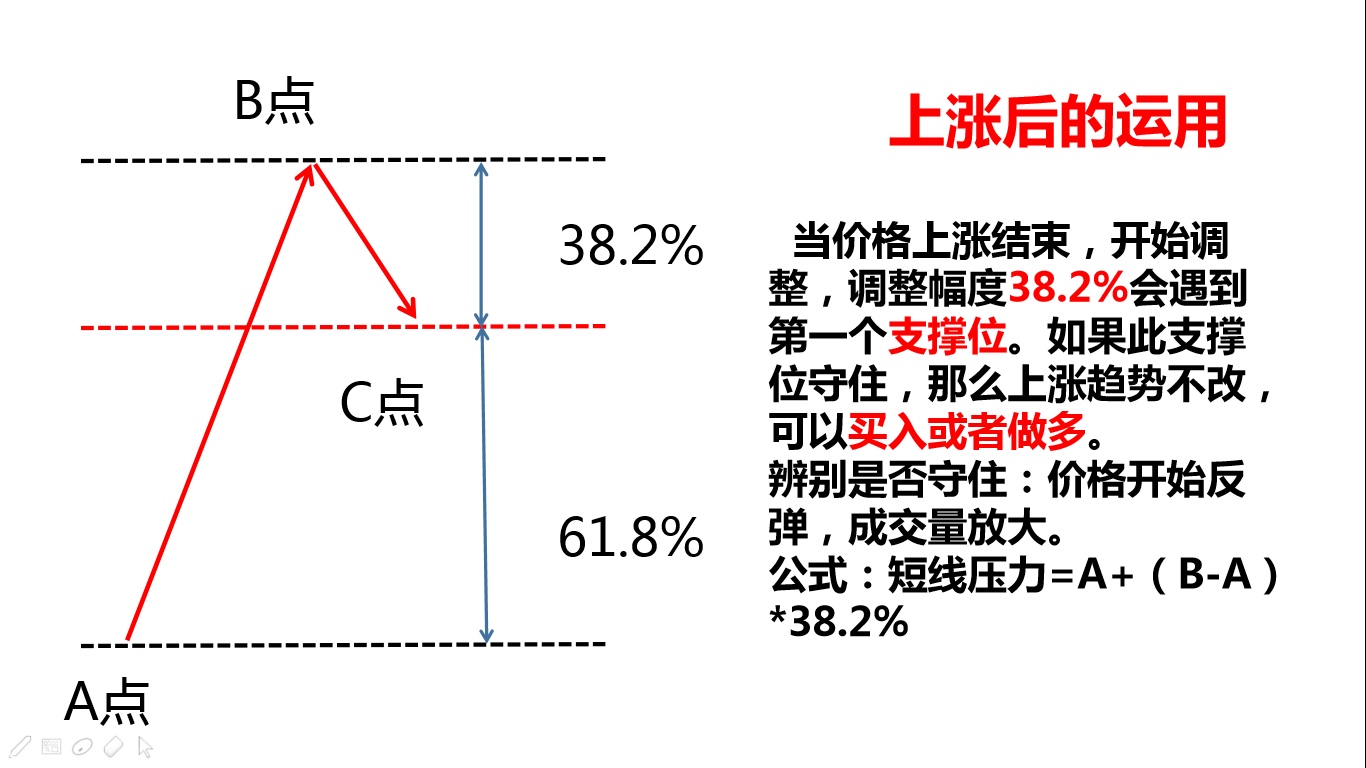 B点
上涨后的运用
38.2%
当价格上涨结束，开始调
整，调整幅度38.2%会遇到
第一个支撑位。如果此支撑
位守住，那么上涨趋势不改，
可以买入或者做多。
辨别是否守住：价格开始反
弹，成交量放大。
公式：短线压力=A+（B-A）
*38.2%
C点
61.8%
A点